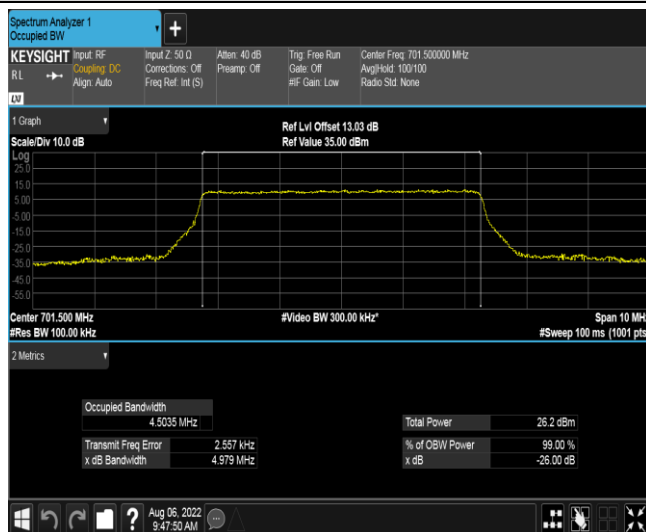 Spectrum Analyzer 1
Occupied BW
+
KEYSIGHT
R L
LXI
Input: RF
Coupling: DC
Align: Auto
Input Z: 50 Ω
Corrections: Off
Freq Ref: Int (S)
Atten: 40 dB
Preamp: Off
Trig: Free Run
Gate: Off
#IF Gain: Low
Center Freq: 701.500000 MHz
Avg|Hold: 100/100
Radio Std: None
1 Graph
Scale/Div 10.0 dB
Ref Lvl Offset 13.03 dB
Ref Value 35.00 dBm
Log
25.0
15.0
5.00
-5.00
-15.0
-25.0
-35.0
-45.0
-55.0
Center 701.500 MHz
#Res BW 100.00 kHz
#Video BW 300.00 kHz*
Span 10 MHz
#Sweep 100 ms (1001 pts
2 Metrics
Occupied Bandwidth
4.5035 MHz
Transmit Freq Error 2.557 kHz
x dB Bandwidth 4.979 MHz
Total Power 26.2 dBm
% of OBW Power 99.00 %
x dB -26.00 dB
?
Aug 06, 2022
9:47:50 AM